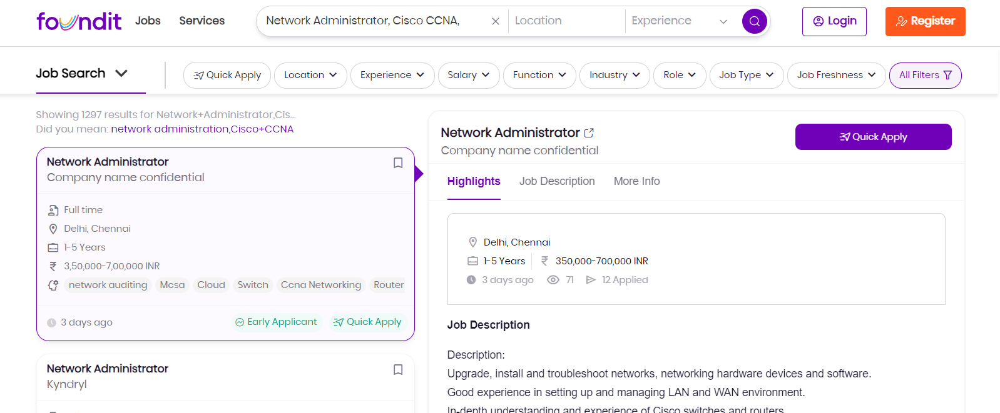 foundit
Jobs
Services
Network Administrator, Cisco CCNA,
Location
Experience
Login
Register
Job Search
Quick Apply
Location
Experience
Salary
Function
Industry
Role
Job Type
Job Freshness
All Filters
Showing 1297 results for Network+Administrator,Cis...
Did you mean: network administration,Cisco+CCNA
Network Administrator
Company name confidential
Full time
Delhi, Chennai
1-5 Years
₹ 3,50,000-7,00,000 INR
network auditing
Mcsa
Cloud
Switch
Ccna Networking
Router
3 days ago
Early Applicant
Quick Apply
Network Administrator
Kyndryl
Network Administrator
Company name confidential
Quick Apply
Highlights
Job Description
More Info
Delhi, Chennai
1-5 Years
₹ 350,000-700,000 INR
3 days ago
71
12 Applied
Job Description
Description:
Upgrade, install and troubleshoot networks, networking hardware devices and software.
Good experience in setting up and managing LAN and WAN environment.
In-depth understanding and experience of Cisco switches and routers